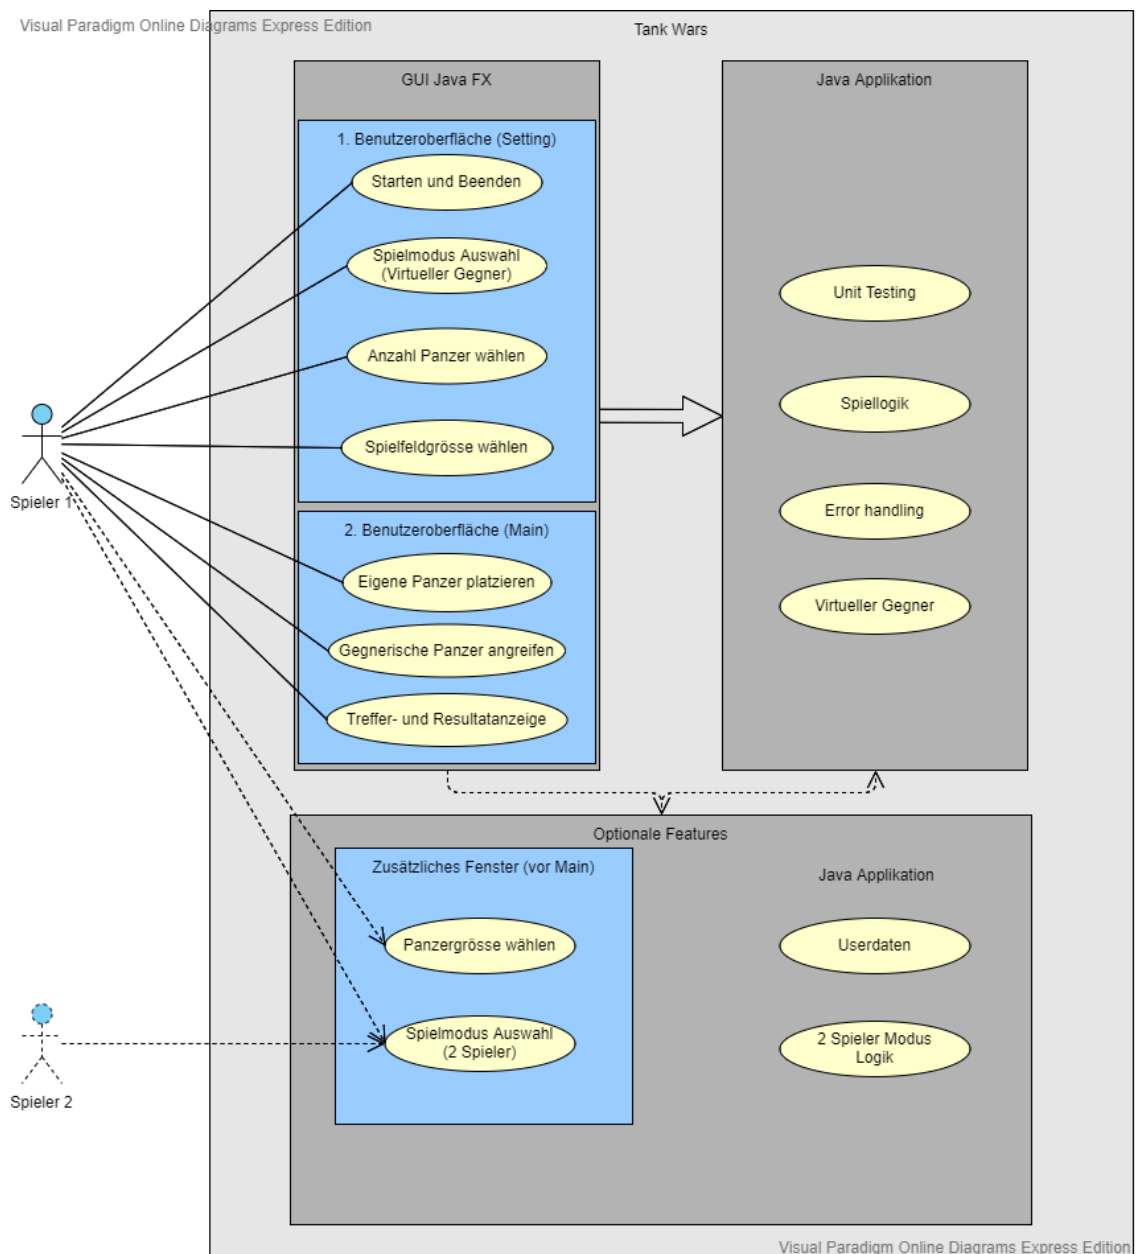 Visual Paradigm Online Diagrams Express Edition
Tank Wars
GUI Java FX
1. Benutzeroberfläche (Setting)
Starten und Beenden
Spielmodus Auswahl
(Virtueller Gegner)
Anzahl Panzer wählen
Spielfeldgrösse wählen
2. Benutzeroberfläche (Main)
Eigene Panzer platzieren
Gegnerische Panzer angreifen
Treffer- und Resultatanzeige
Java Applikation
Unit Testing
Spiellogik
Error handling
Virtueller Gegner
Spieler 1
Optionale Features
Zusätzliches Fenster (vor Main)
Panzergrösse wählen
Spielmodus Auswahl
(2 Spieler)
Java Applikation
Userdaten
2 Spieler Modus
Logik
Spieler 2
Visual Paradigm Online Diagrams Express Edition